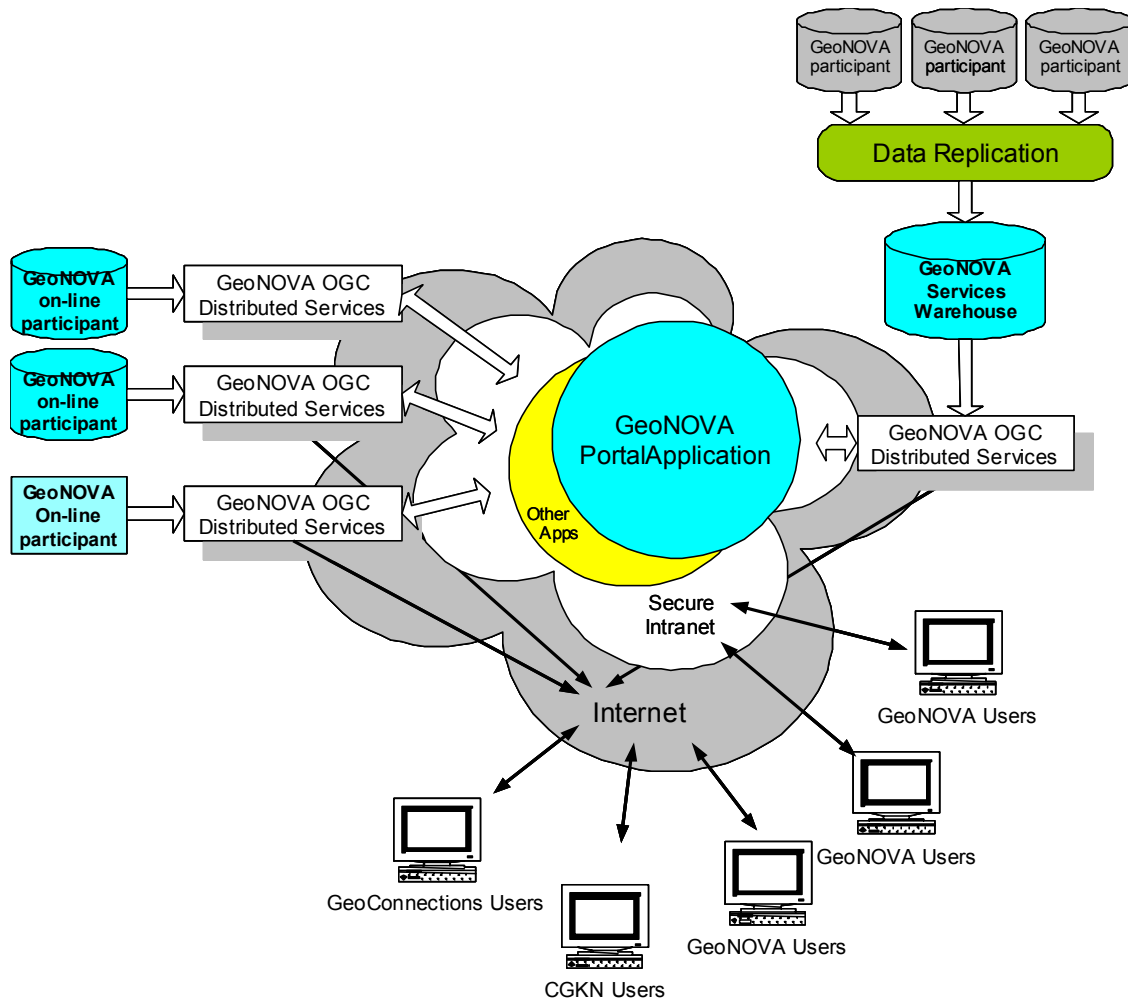 GeoNOVA
participant
GeoNOVA
participant
GeoNOVA
participant
Data Replication
GeoNOVA
Services
Warehouse
GeoNOVA
on-line
participant
GeoNOVA OGC
Distributed Services
GeoNOVA
on-line
participant
GeoNOVA OGC
Distributed Services
GeoNOVA
On-line
participant
GeoNOVA OGC
Distributed Services
GeoNOVA
PortalApplication
Other
Apps
GeoNOVA OGC
Distributed Services
Secure
Intranet
Internet
GeoNOVA Users
GeoNOVA Users
GeoConnections Users
GeoNOVA Users
CGKN Users